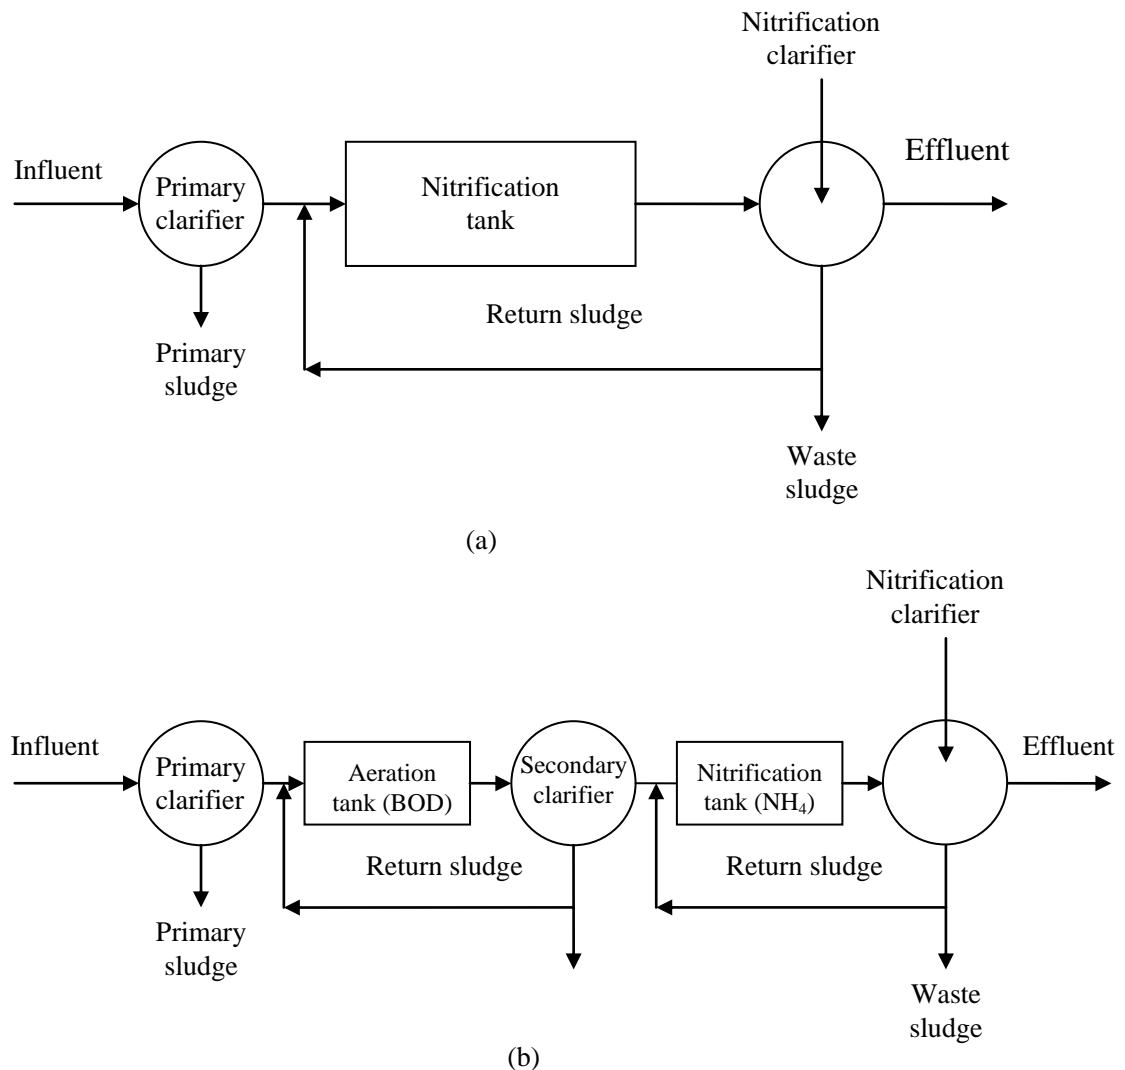 Nitrification
clarifier
Influent
Primary
clarifier
Nitrification
tank
Effluent
Return sludge
Primary
sludge
Waste
sludge
(a)
Nitrification
clarifier
Influent
Primary
clarifier
Aeration
tank (BOD)
Secondary
clarifier
Nitrification
tank (NH₄)
Effluent
Return sludge
Return sludge
Primary
sludge
Waste
sludge
(b)